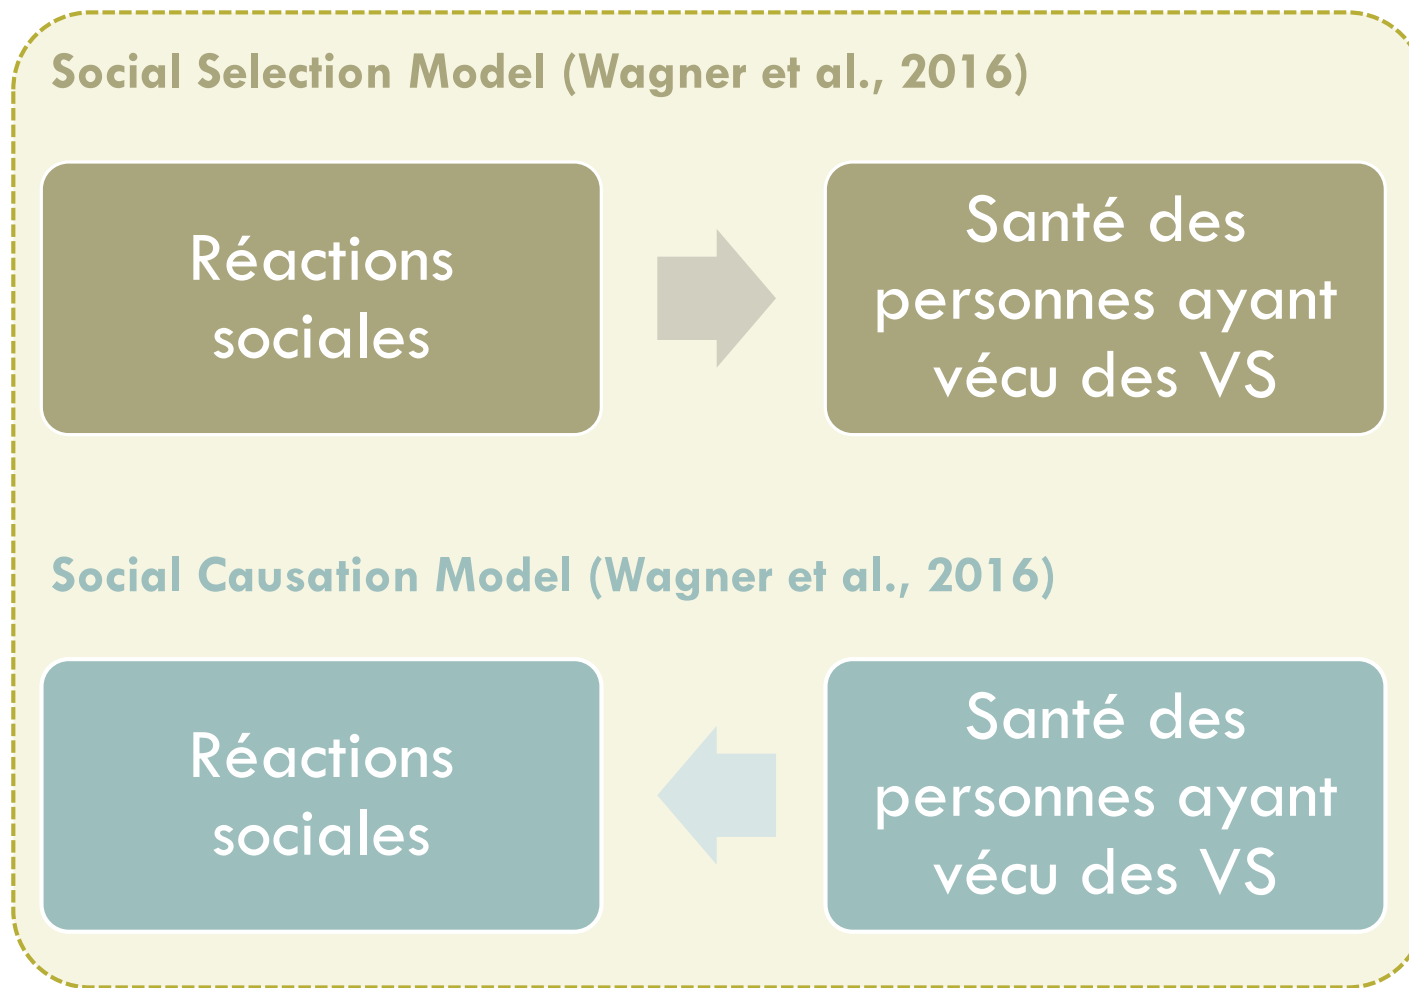 Social Selection Model (Wagner et al., 2016)
Réactions
sociales
Santé des
personnes ayant
vécu des VS
Social Causation Model (Wagner et al., 2016)
Réactions
sociales
Santé des
personnes ayant
vécu des VS